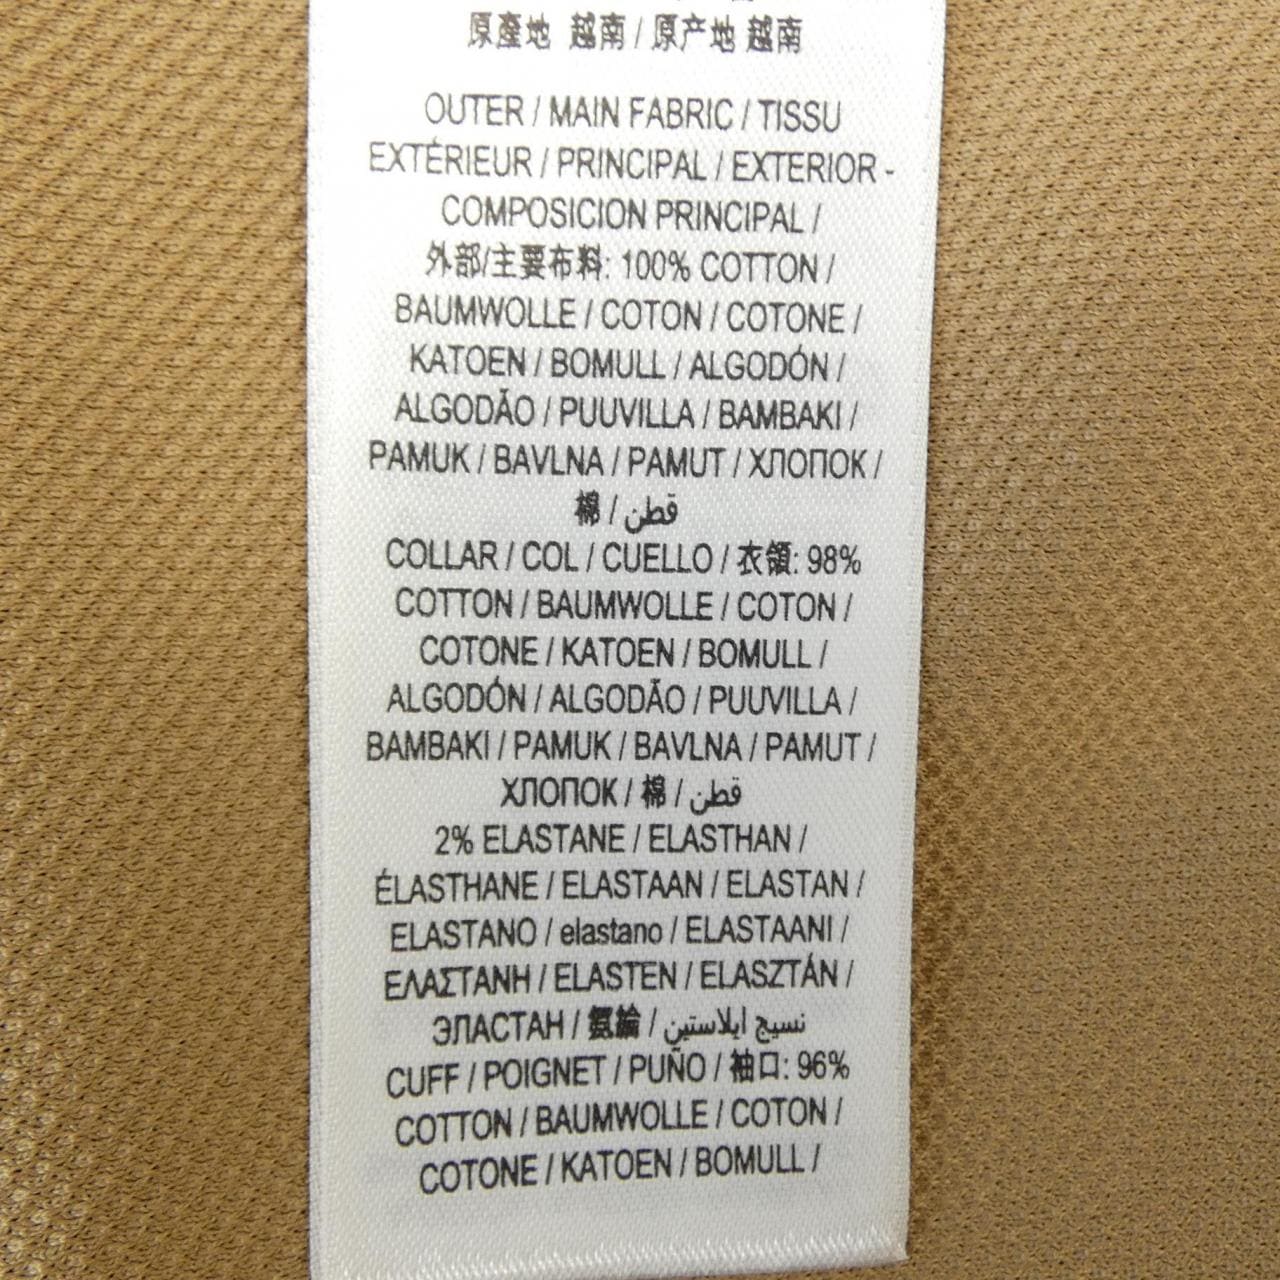 原產地 越南 / 原产地 越南
OUTER / MAIN FABRIC / TISSU
EXTÉRIEUR / PRINCIPAL / EXTERIOR -
COMPOSICION PRINCIPAL /
外部/主要布料: 100% COTTON /
BAUMWOLLE / COTON / COTONE /
KATOEN / BOMULL / ALGODÓN /
ALGODÃO / PUUVILLA / BAMBAKI /
PAMUK / BAVLNA / PAMUT / ХЛОПОК /
棉 / قطن
COLLAR / COL / CUELLO / 衣領: 98%
COTTON / BAUMWOLLE / COTON /
COTONE / KATOEN / BOMULL /
ALGODÓN / ALGODÃO / PUUVILLA /
BAMBAKI / PAMUK / BAVLNA / PAMUT /
ХЛОПОК / 棉 / قطن
2% ELASTANE / ELASTHAN /
ÉLASTHANE / ELASTAAN / ELASTAN /
ELASTANO / elastano / ELASTAANI /
ΕΛΑΣΤΑΝΗ / ELASTEN / ELASZTÁN /
ЭЛАСТАН / 氨綸 / نسيج ايلاستين
CUFF / POIGNET / PUÑO / 袖口: 96%
COTTON / BAUMWOLLE / COTON /
COTONE / KATOEN / BOMULL /